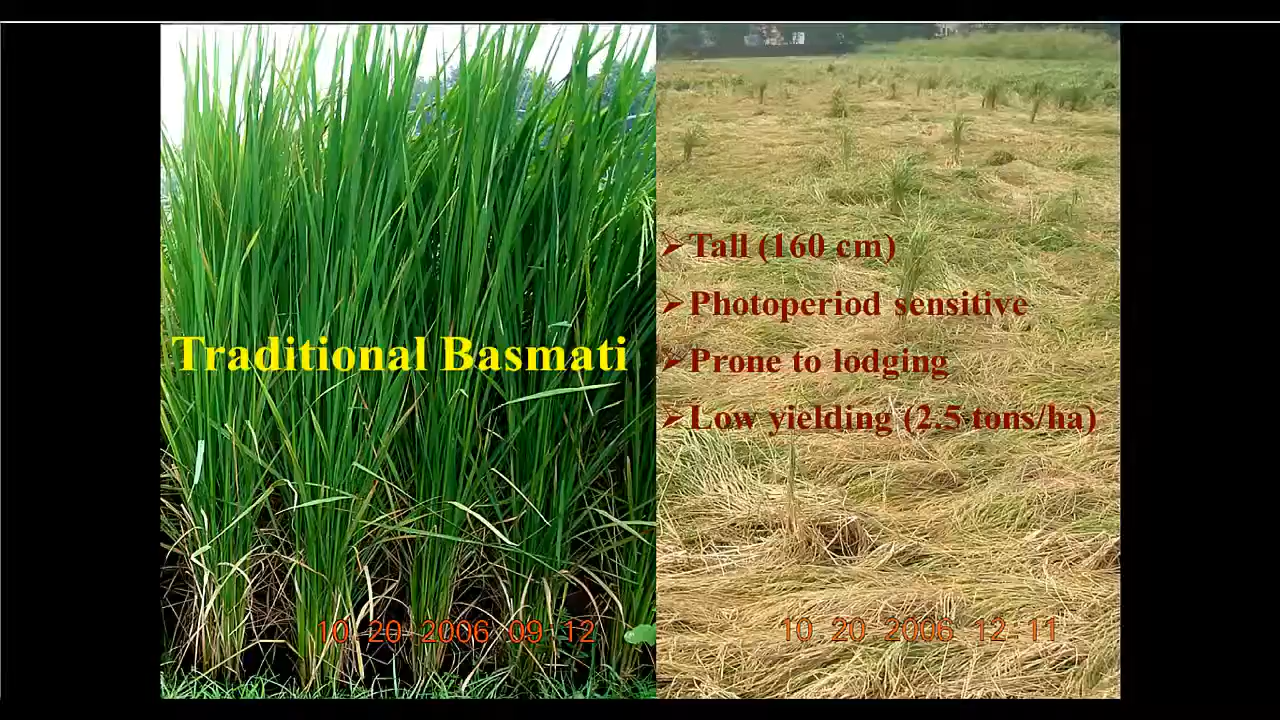 Traditional Basmati
➢Tall (160 cm)
➢Photoperiod sensitive
➢Prone to lodging
➢Low yielding (2.5 tons/ha)
10 20 2006 09 12
10 20 2006 12 11